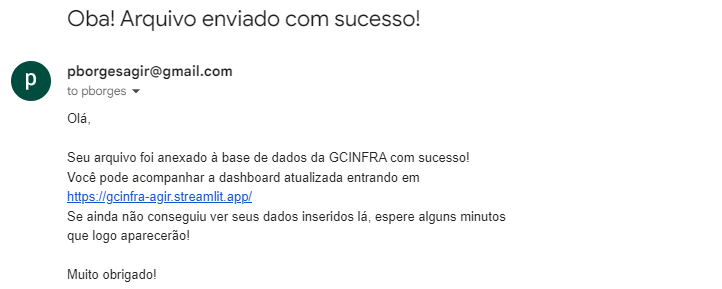 Oba! Arquivo enviado com sucesso!
p
pborgesagir@gmail.com
to pborges
Olá,
Seu arquivo foi anexado à base de dados da GCINFRA com sucesso!
Você pode acompanhar a dashboard atualizada entrando em
https://gcinfra-agir.streamlit.app/
Se ainda não conseguiu ver seus dados inseridos lá, espere alguns minutos
que logo aparecerão!
Muito obrigado!